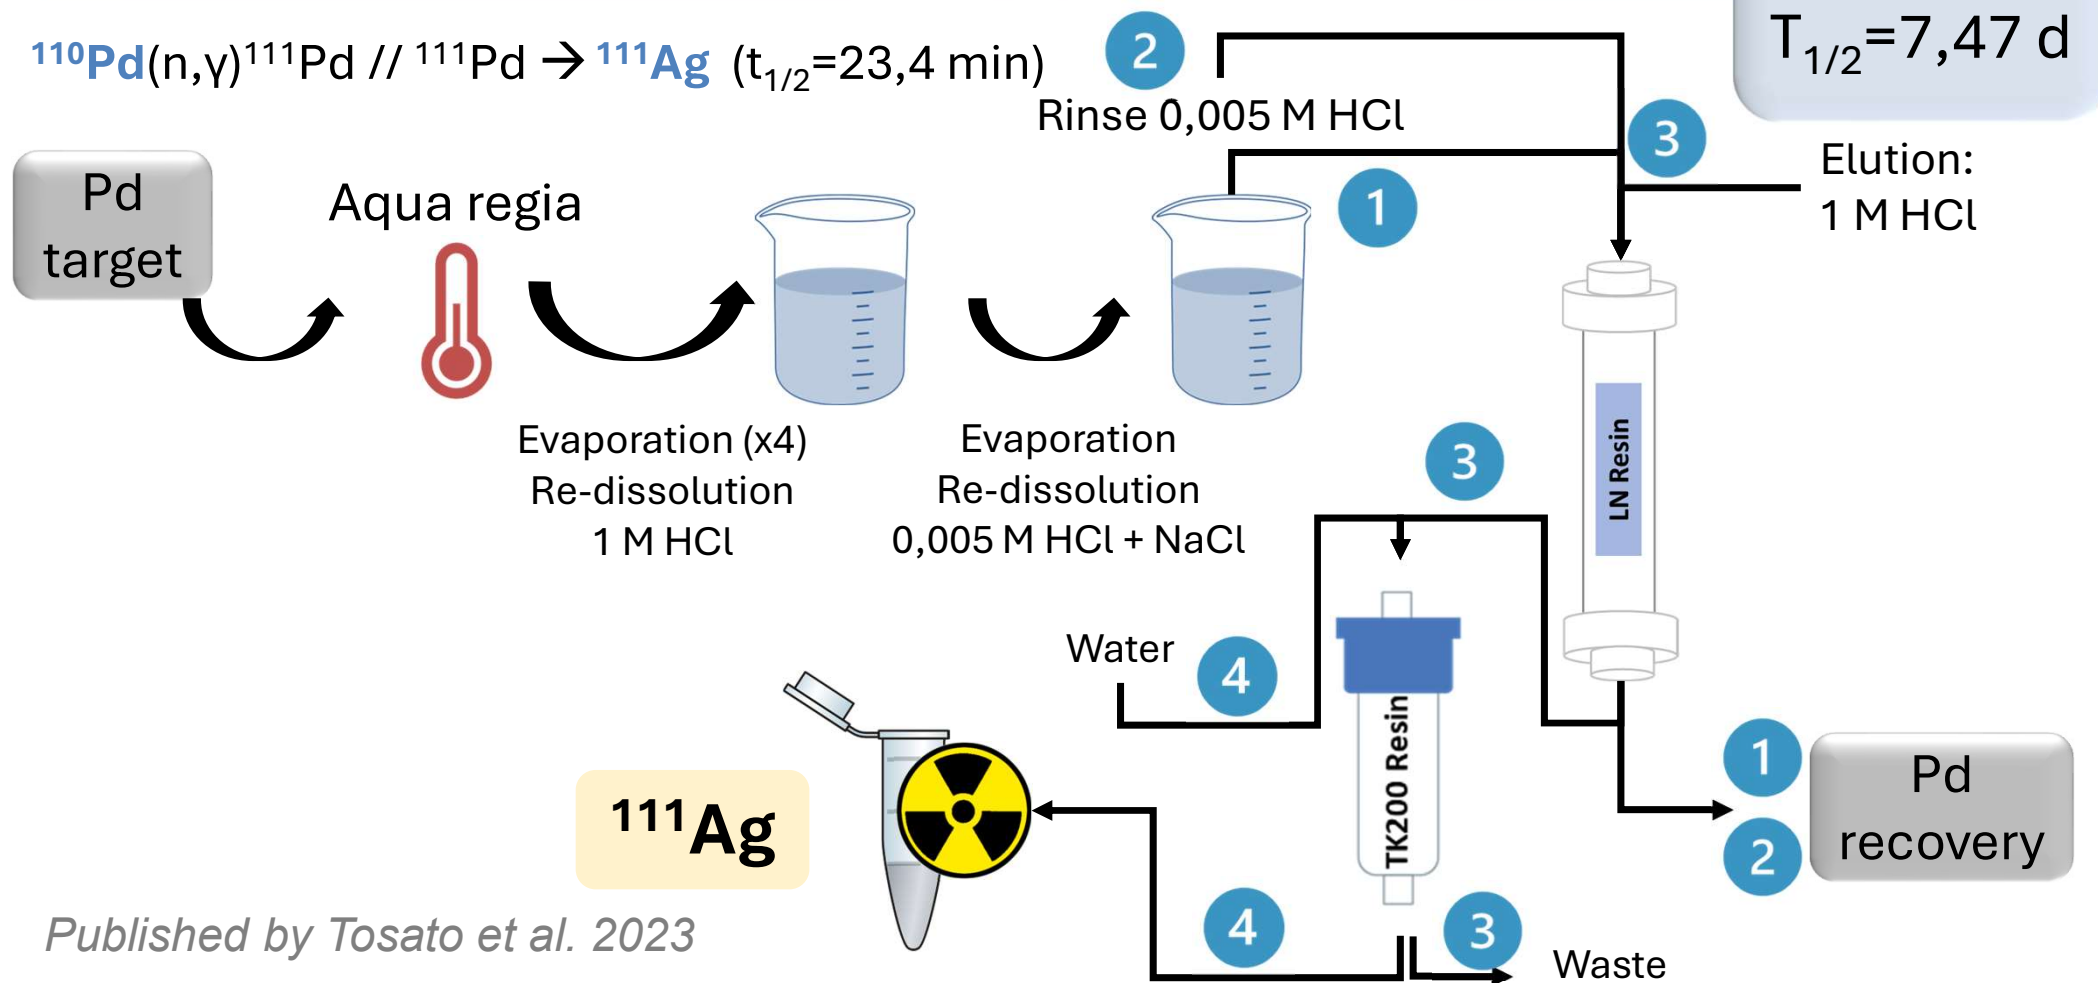 ¹¹⁰Pd(n,γ)¹¹¹Pd // ¹¹¹Pd → ¹¹¹Ag (t₁/₂=23,4 min)
2
Rinse 0,005 M HCl
T₁/₂=7,47 d
3
Elution:
1 M HCl
1
Pd
target
Aqua regia
Evaporation (x4)
Re-dissolution
1 M HCl
Evaporation
Re-dissolution
0,005 M HCl + NaCl
3
LN Resin
Water
4
TK200 Resin
1
2
Pd
recovery
¹¹¹Ag
4
3
Waste
Published by Tosato et al. 2023